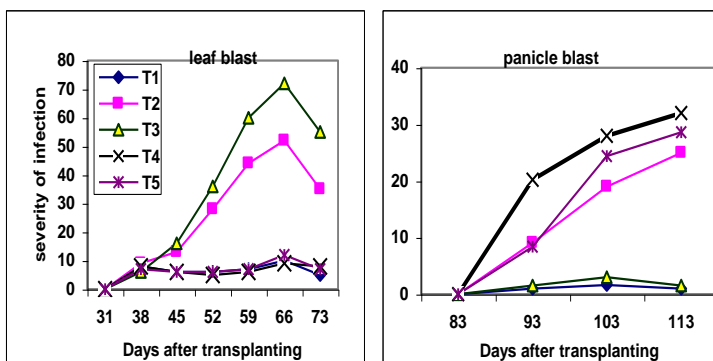 leaf blast
severity of infection
80
70
60
50
40
30
20
10
0
T1
T2
T3
T4
T5
31 38 45 52 59 66 73
Days after transplanting
panicle blast
40
30
20
10
0
83 93 103 113
Days after transplanting